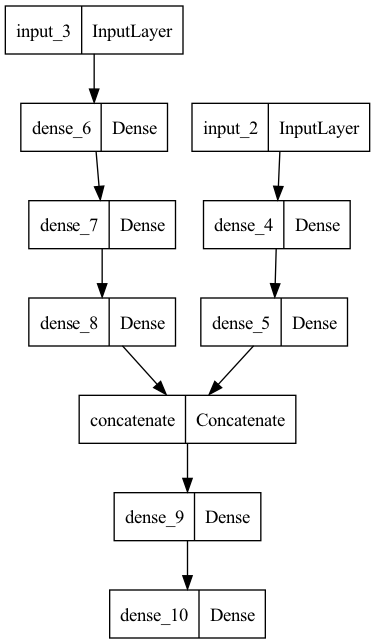 input_3 InputLayer
dense_6 Dense
input_2 InputLayer
dense_7 Dense
dense_4 Dense
dense_8 Dense
dense_5 Dense
concatenate Concatenate
dense_9 Dense
dense_10 Dense